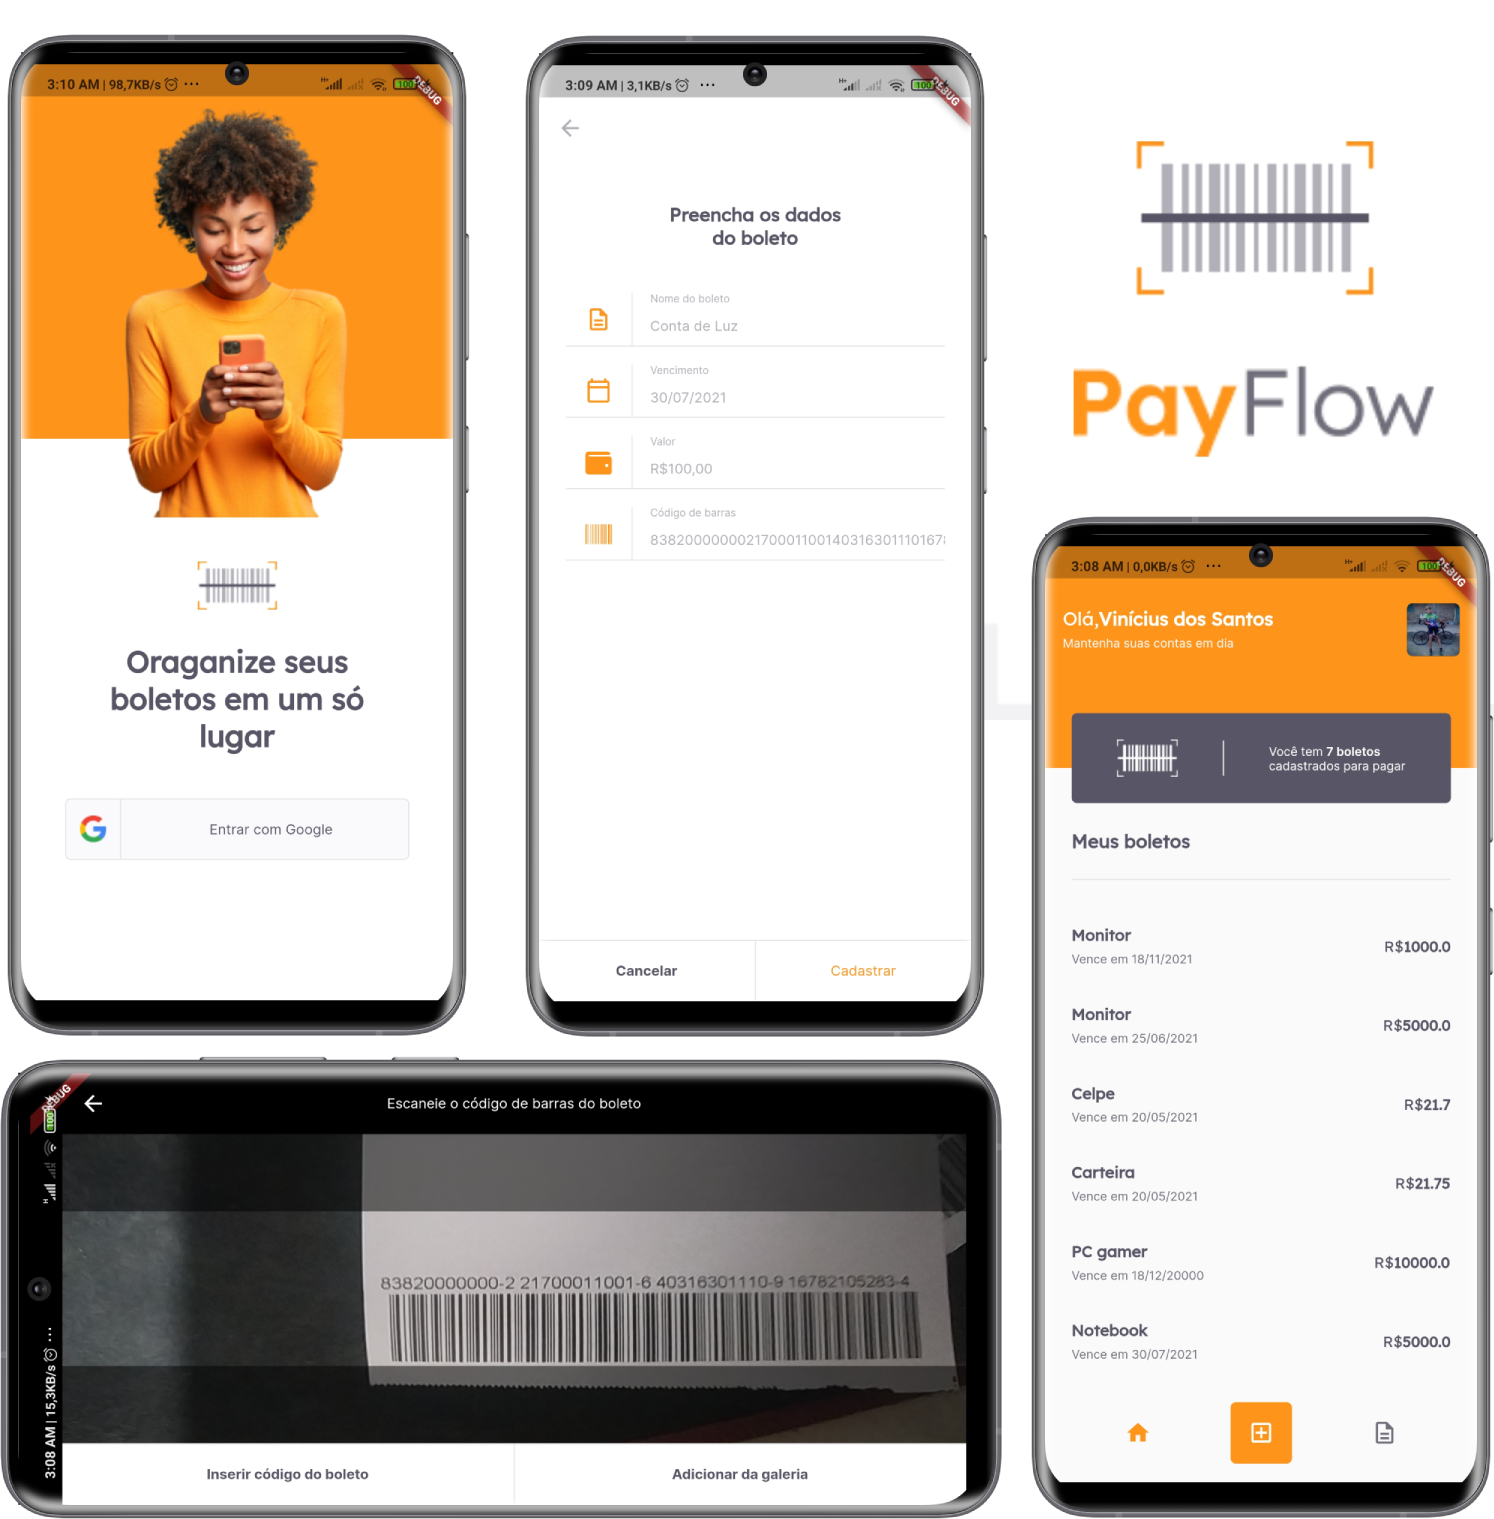 3:10 AM | 98,7KB/s
100
DEBUG
Oraganize seus
boletos em um só
lugar
Entrar com Google
3:09 AM | 3,1KB/s
100
DEBUG
Preencha os dados
do boleto
Nome do boleto
Conta de Luz
Vencimento
30/07/2021
Valor
R$100,00
Código de barras
Cancelar
Cadastrar
PayFlow
3:08 AM | 0,0KB/s
100
DEBUG
Olá,Vinícius dos Santos
Mantenha suas contas em dia
Você tem 7 boletos
cadastrados para pagar
Meus boletos
Monitor
R$1000.0
Vence em 18/11/2021
Monitor
R$5000.0
Vence em 25/06/2021
Celpe
R$21.7
Vence em 20/05/2021
Carteira
R$21.75
Vence em 20/05/2021
PC gamer
R$10000.0
Vence em 18/12/20000
Notebook
R$5000.0
Vence em 30/07/2021
DEBUG
100
3:08 AM | 15,3KB/s
Escaneie o código de barras do boleto
83820000000-2 21700011001-6 40316301110-9 16782105283-4
Inserir código do boleto
Adicionar da galeria